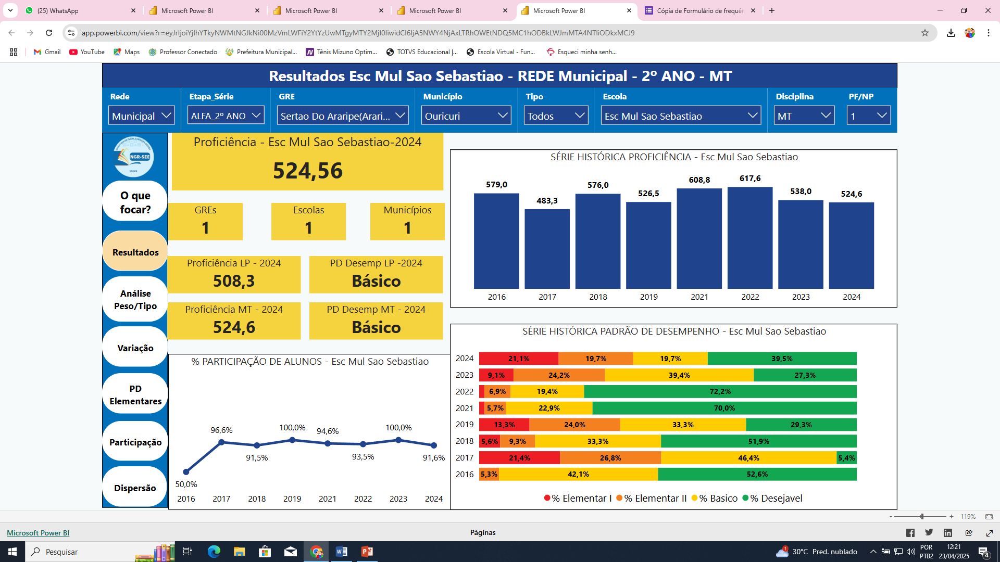 (25) WhatsApp
Microsoft Power BI
Microsoft Power BI
Microsoft Power BI
Microsoft Power BI
Cópia de Formulário de frequên
app.powerbi.com/view?r=
Gmail
YouTube
Maps
Professor Conectado
Prefeitura Municipal...
Tênis Mizuno Optim...
TOTVS Educacional |...
Escola Virtual - Fun...
Esqueci minha senh...
Resultados Esc Mul Sao Sebastiao - REDE Municipal - 2º ANO - MT
Rede
Etapa_Série
GRE
Município
Tipo
Escola
Disciplina
PF/NP
Municipal
ALFA_2º ANO
Sertao Do Araripe(Arari...
Ouricuri
Todos
Esc Mul Sao Sebastiao
MT
1
NGR-SEE
SEGPR
O que
focar?
Resultados
Análise
Peso/Tipo
Variação
PD
Elementares
Participação
Dispersão
Proficiência - Esc Mul Sao Sebastiao-2024
524,56
GREs
1
Escolas
1
Municípios
1
Proficiência LP - 2024
508,3
PD Desemp LP -2024
Básico
Proficiência MT - 2024
524,6
PD Desemp MT - 2024
Básico
% PARTICIPAÇÃO DE ALUNOS - Esc Mul Sao Sebastiao
50,0%
96,6%
91,5%
100,0%
94,6%
93,5%
100,0%
91,6%
2016 2017 2018 2019 2021 2022 2023 2024
SÉRIE HISTÓRICA PROFICIÊNCIA - Esc Mul Sao Sebastiao
579,0 483,3 576,0 526,5 608,8 617,6 538,0 524,6
2016 2017 2018 2019 2021 2022 2023 2024
SÉRIE HISTÓRICA PADRÃO DE DESEMPENHO - Esc Mul Sao Sebastiao
2024 21,1% 19,7% 19,7% 39,5%
2023 9,1% 24,2% 39,4% 27,3%
2022 6,9% 19,4% 72,2%
2021 5,7% 22,9% 70,0%
2019 13,3% 24,0% 33,3% 29,3%
2018 5,6% 9,3% 33,3% 51,9%
2017 21,4% 26,8% 46,4% 5,4%
2016 5,3% 42,1% 52,6%
% Elementar I % Elementar II % Basico % Desejavel
- + 119%
Microsoft Power BI
Páginas
Pesquisar
1
30°C Pred. nublado
POR
PTB2
12:21
23/04/2025
4